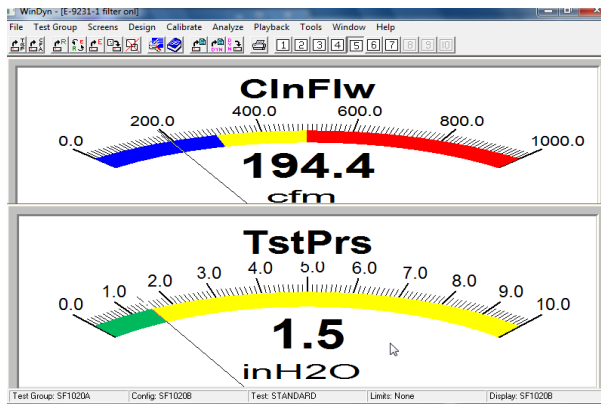 WinDyn - [E-9231-1 filter onl]
File Test Group Screens Design Calibrate Analyze Playback Tools Window Help
1 2 3 4 5 6 7 8 9 10
ClnFlw
0.0 200.0 400.0 600.0 800.0 1000.0
194.4
cfm
TstPrs
0.0 1.0 2.0 3.0 4.0 5.0 6.0 7.0 8.0 9.0 10.0
1.5
inH2O
Test Group: SF1020A Config: SF1020B Test: STANDARD Limits: None Display: SF1020B